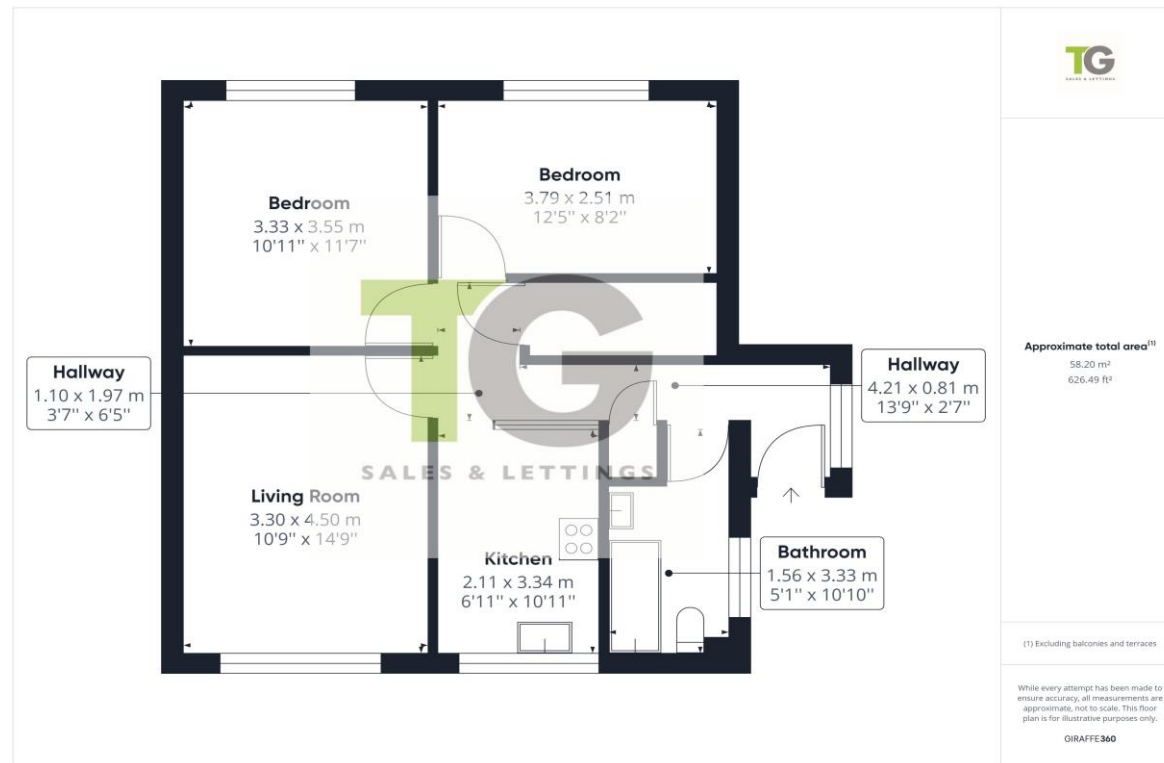 TG
SALES & LETTINGS
Bedroom
3.33 x 3.55 m
10'11" x 11'7"
Bedroom
3.79 x 2.51 m
12'5" x 8'2"
Hallway
1.10 x 1.97 m
3'7" x 6'5"
Hallway
4.21 x 0.81 m
13'9" x 2'7"
TG
SALES & LETTINGS
Living Room
3.30 x 4.50 m
10'9" x 14'9"
Kitchen
2.11 x 3.34 m
6'11" x 10'11"
Bathroom
1.56 x 3.33 m
5'1" x 10'10"
Approximate total area(1)
58.20 m²
626.49 ft²
(1) Excluding balconies and terraces
While every attempt has been made to
ensure accuracy, all measurements are
approximate, not to scale. This floor
plan is for illustrative purposes only.
GIRAFFE360